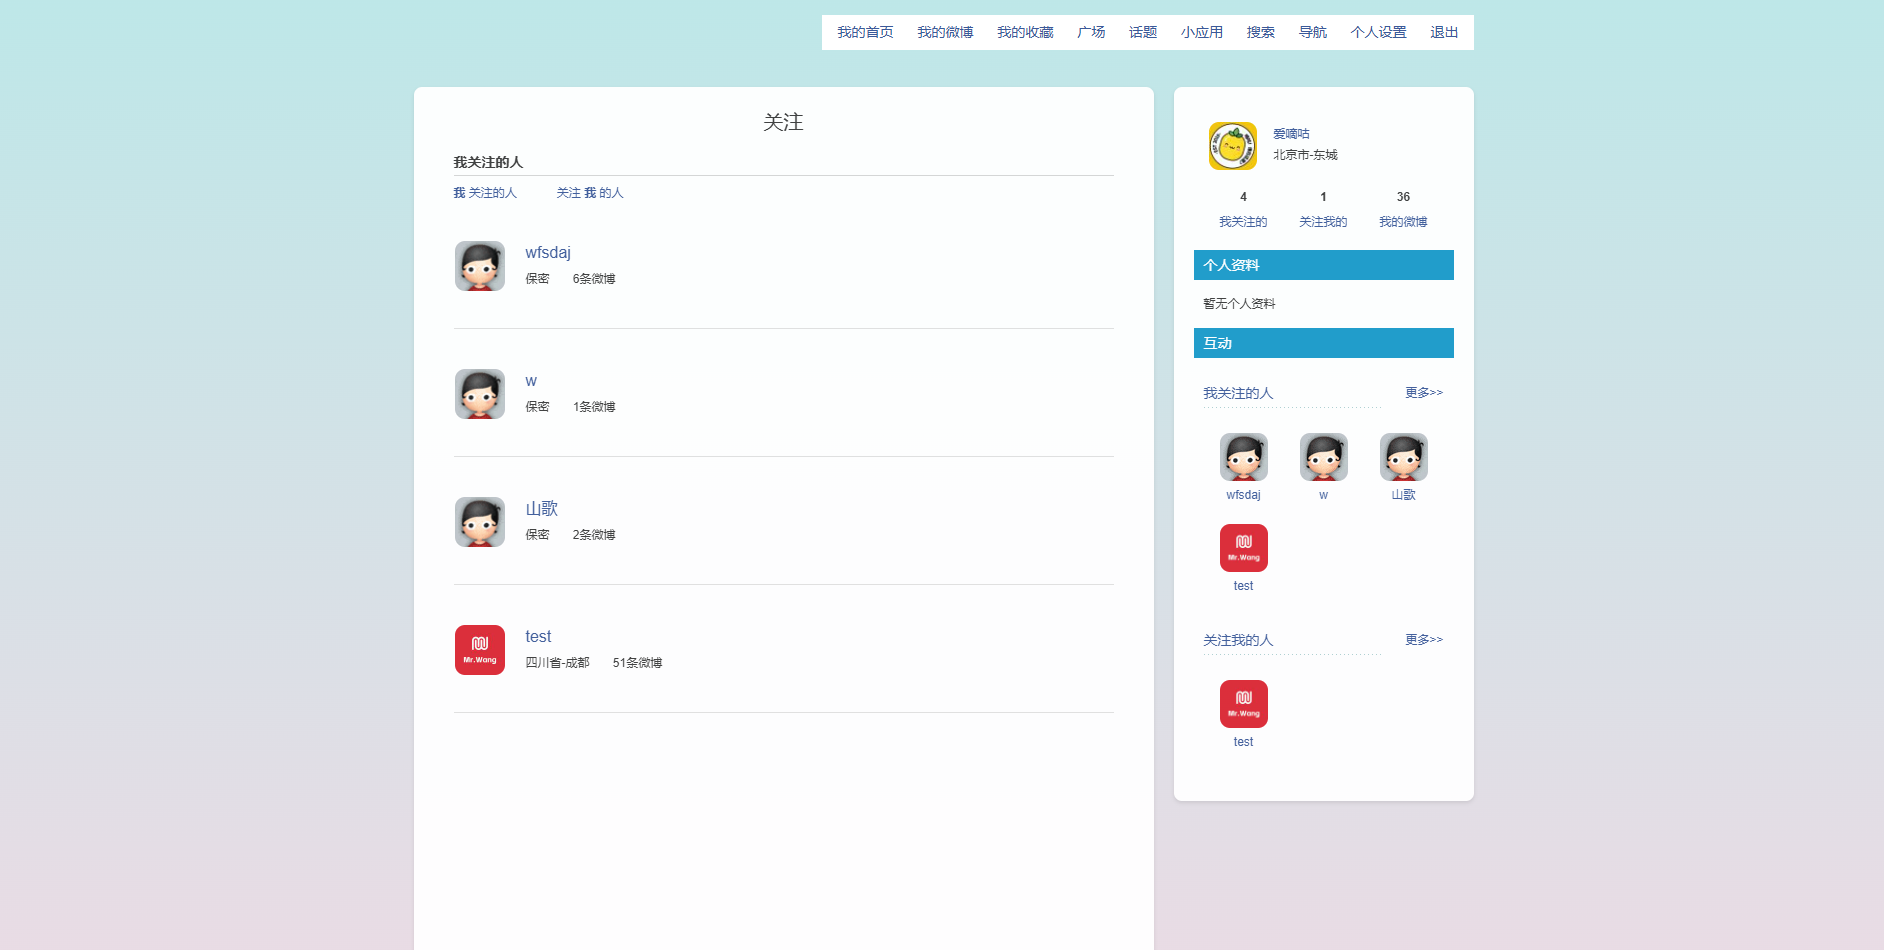 我的首页 我的微博 我的收藏 广场 话题 小应用 搜索 导航 个人设置 退出
关注
我关注的人
我 关注的人 关注 我 的人
wfsdaj
保密 6条微博
w
保密 1条微博
山歌
保密 2条微博
Mr.Wang
test
四川省-成都 51条微博
爱嘀咕
北京市-东城
4 1 36
我关注的 关注我的 我的微博
个人资料
暂无个人资料
互动
我关注的人 更多>>
wfsdaj w 山歌
Mr.Wang
test
关注我的人 更多>>
Mr.Wang
test